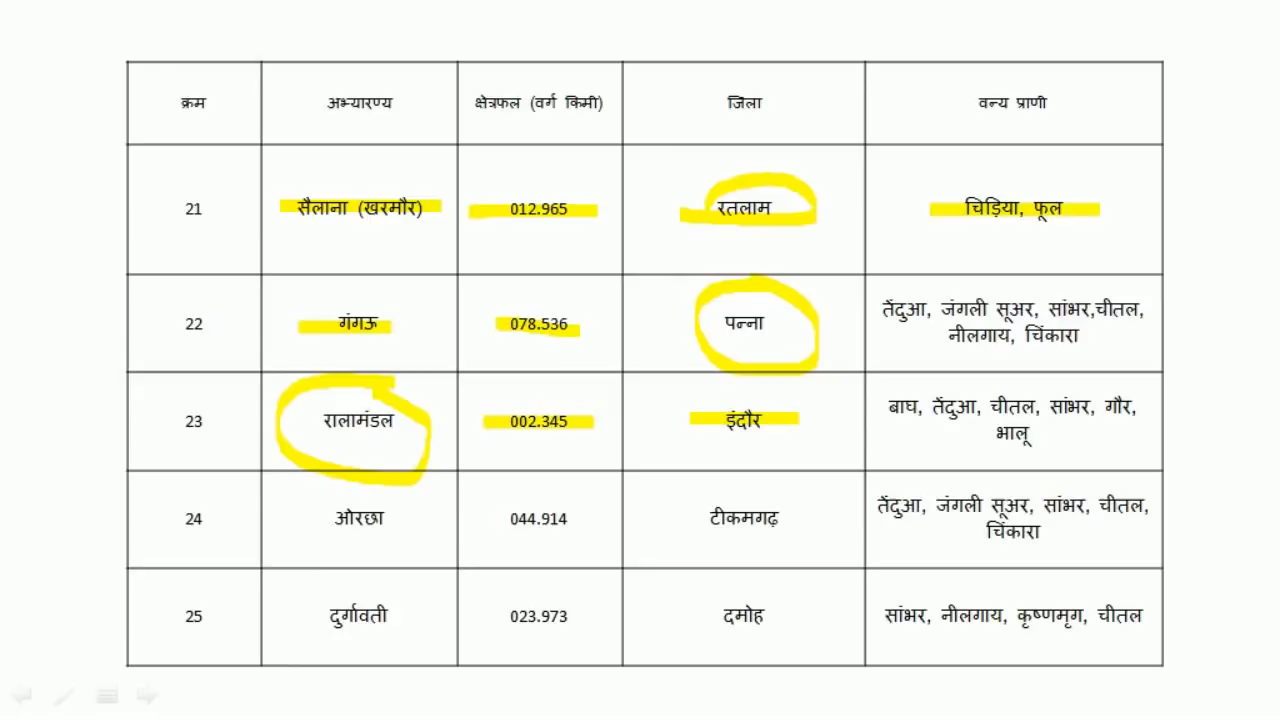 क्रम अभ्यारण्य क्षेत्रफल (वर्ग किमी) जिला वन्य प्राणी
21 सैलाना (खरमौर) 012.965 रतलाम चिड़िया, फूल
22 गंगऊ 078.536 पन्ना तेंदुआ, जंगली सूअर, सांभर,चीतल,
नीलगाय, चिंकारा
23 रालामंडल 002.345 इंदौर बाघ, तेंदुआ, चीतल, सांभर, गौर,
भालू
24 ओरछा 044.914 टीकमगढ़ तेंदुआ, जंगली सूअर, सांभर, चीतल,
चिंकारा
25 दुर्गावती 023.973 दमोह सांभर, नीलगाय, कृष्णमृग, चीतल